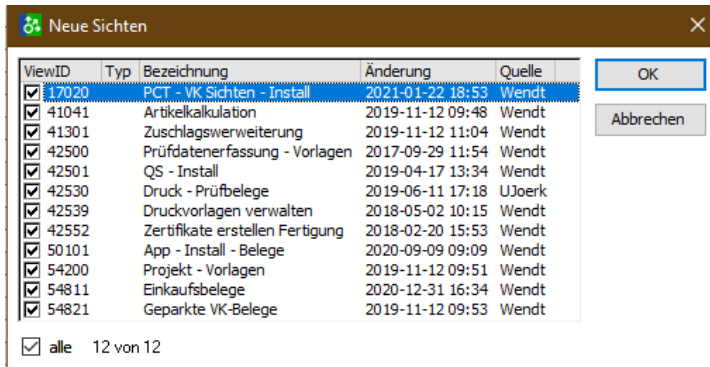 Neue Sichten
ViewID Typ Bezeichnung Änderung Quelle
17020 PCT - VK Sichten - Install 2021-01-22 18:53 Wendt
41041 Artikelkalkulation 2019-11-12 09:48 Wendt
41301 Zuschlagswerweiterung 2019-11-12 11:04 Wendt
42500 Prüfdatenerfassung - Vorlagen 2017-09-29 11:54 Wendt
42501 QS - Install 2019-04-17 13:34 Wendt
42530 Druck - Prüfbelege 2019-06-11 17:18 UJoerk
42539 Druckvorlagen verwalten 2018-05-02 10:15 Wendt
42552 Zertifikate erstellen Fertigung 2018-02-20 15:53 Wendt
50101 App - Install - Belege 2020-09-09 09:09 Wendt
54200 Projekt - Vorlagen 2019-11-12 09:51 Wendt
54811 Einkaufsbelege 2020-12-31 16:34 Wendt
54821 Geparkte VK-Belege 2019-11-12 09:53 Wendt
alle 12 von 12
OK
Abbrechen